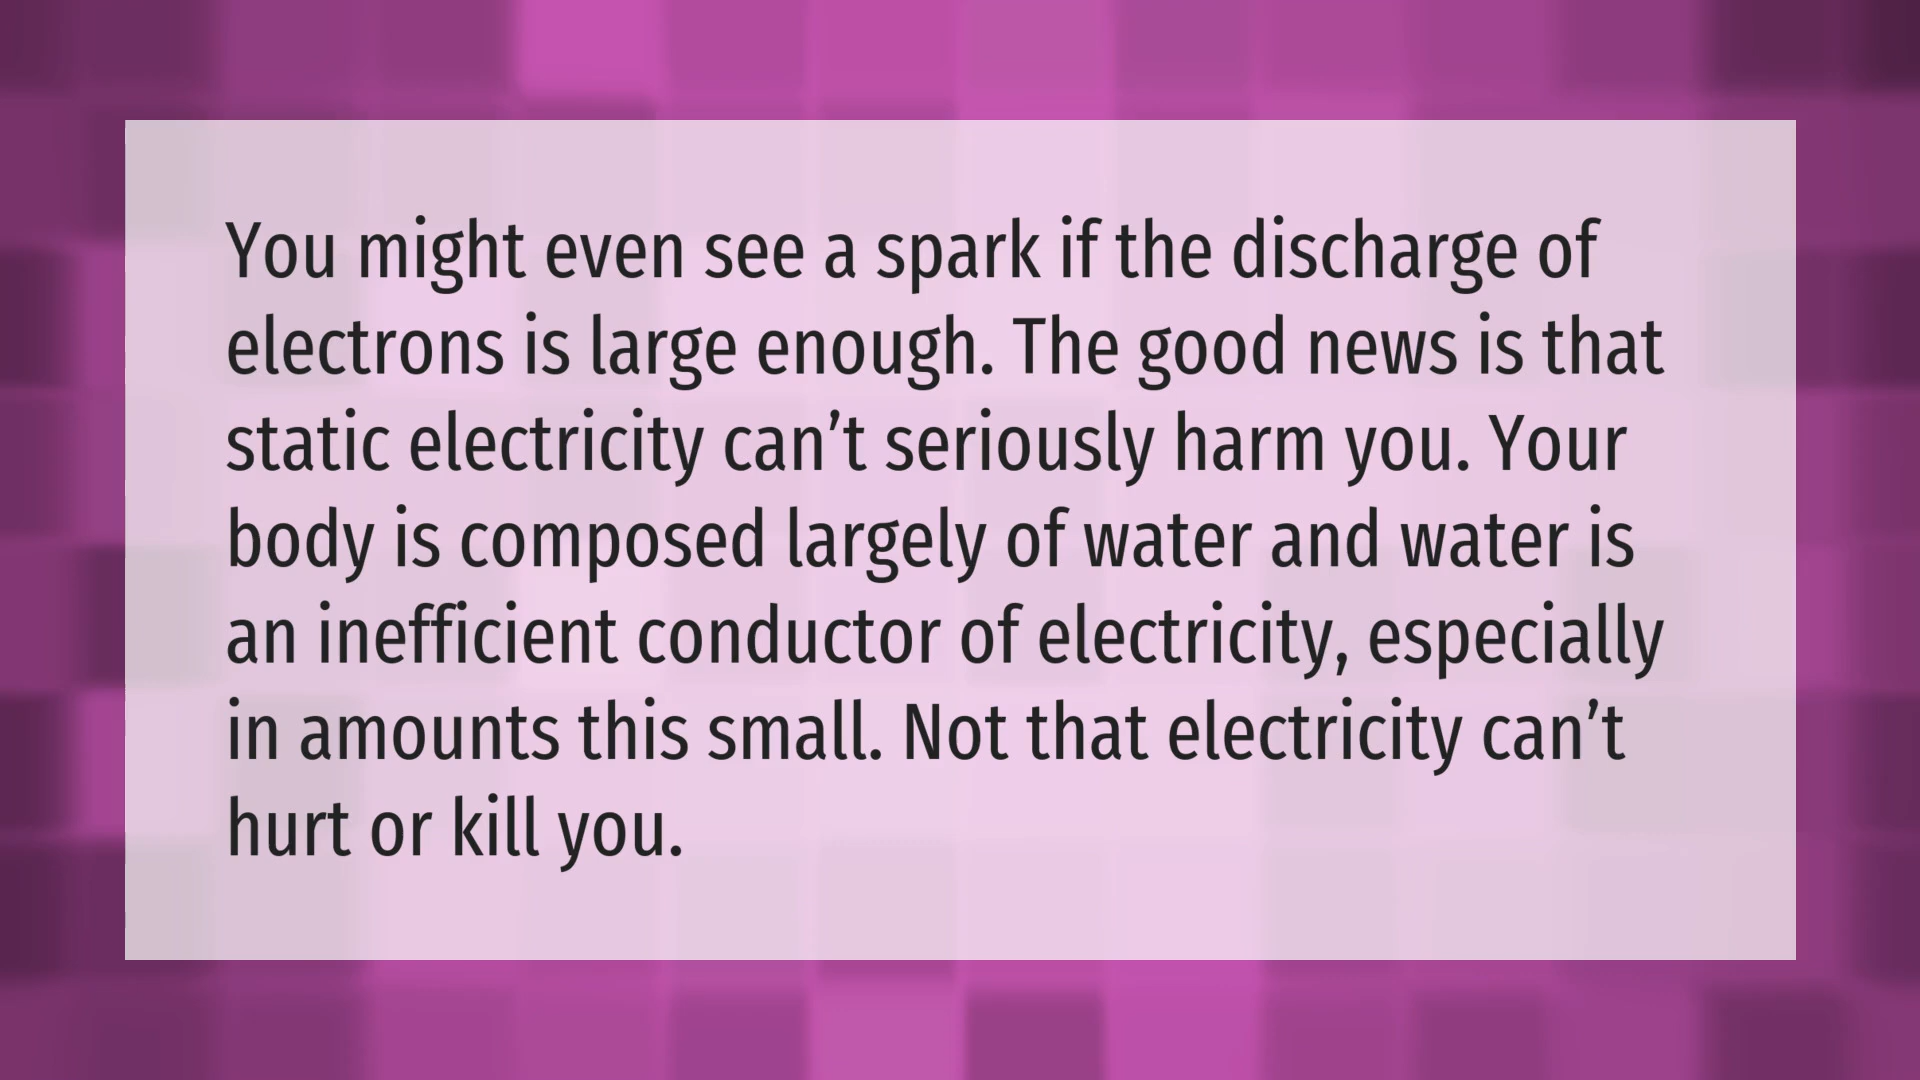 You might even see a spark if the discharge of
electrons is large enough. The good news is that
static electricity can’t seriously harm you. Your
body is composed largely of water and water is
an inefficient conductor of electricity, especially
in amounts this small. Not that electricity can’t
hurt or kill you.